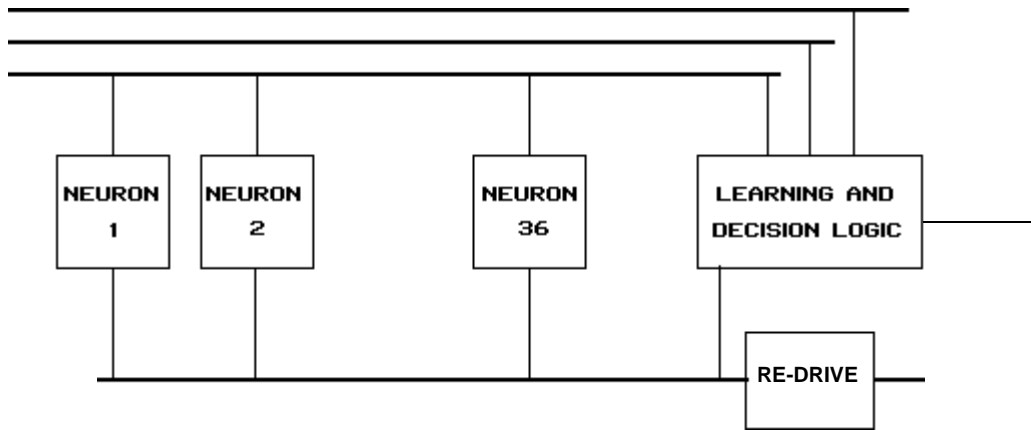 NEURON
1
NEURON
2
NEURON
36
LEARNING AND
DECISION LOGIC
RE-DRIVE